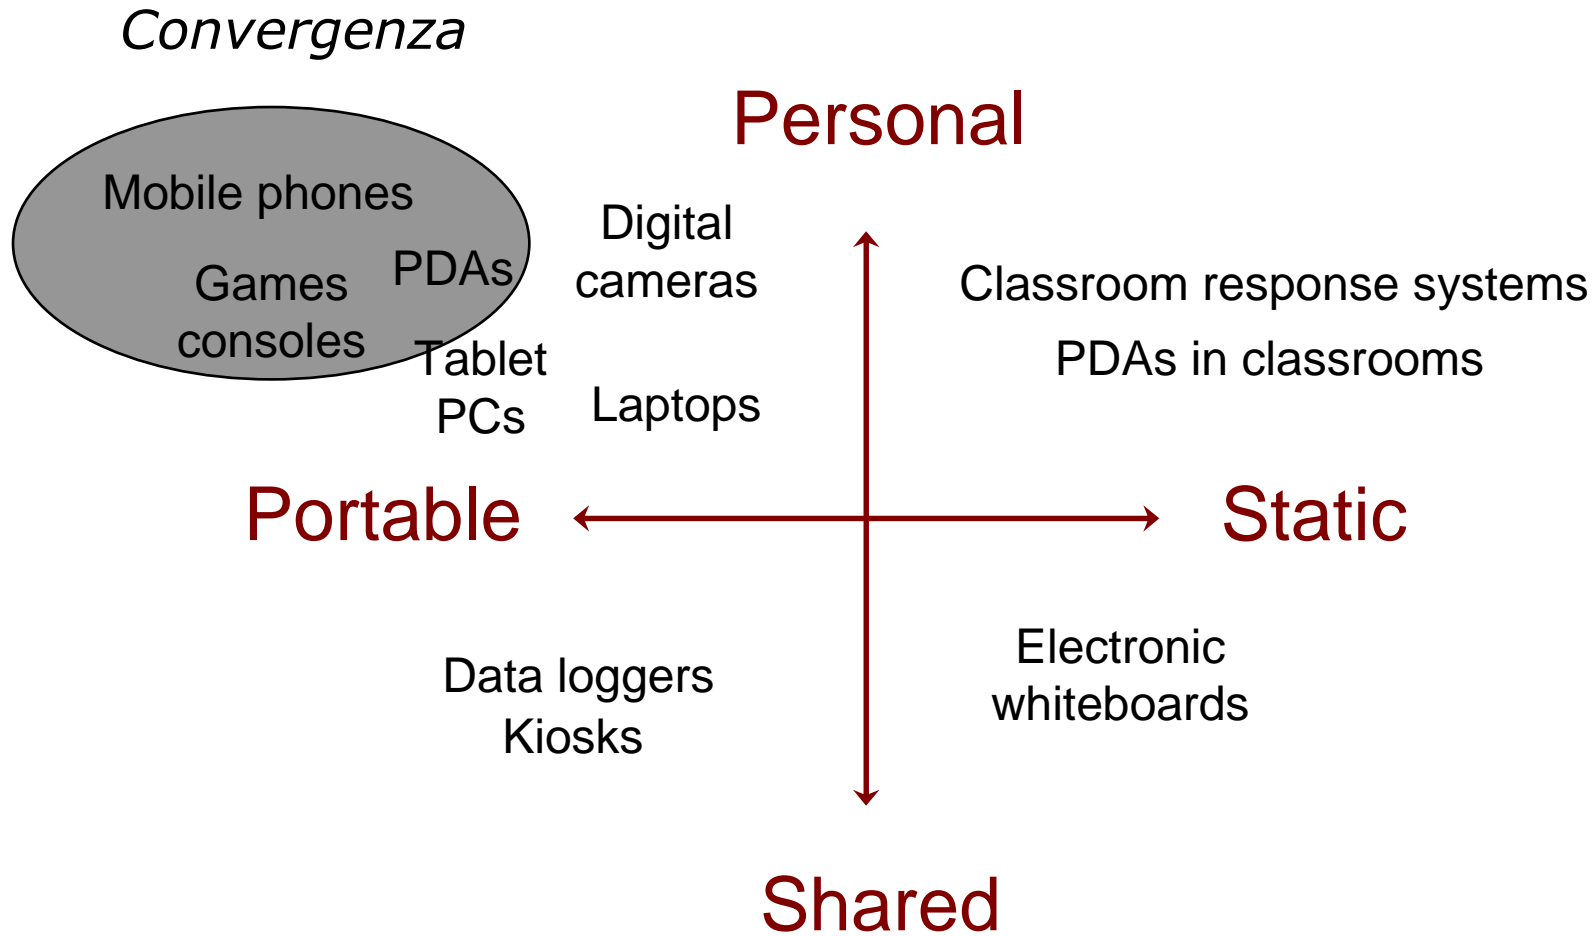 Convergenza
Personal
Mobile phones
PDAs
Games
consoles
Digital
cameras
Tablet
PCs
Laptops
Classroom response systems
PDAs in classrooms
Portable
Static
Data loggers
Kiosks
Electronic
whiteboards
Shared